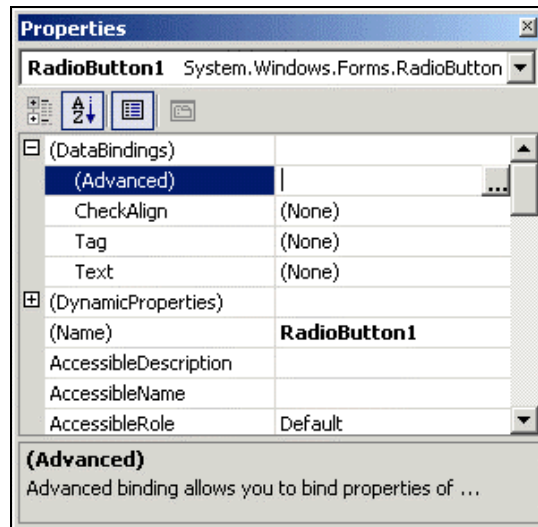 Properties
RadioButton1 System.Windows.Forms.RadioButton
(DataBindings)
(Advanced) ...
CheckAlign (None)
Tag (None)
Text (None)
(DynamicProperties)
(Name) RadioButton1
AccessibleDescription
AccessibleName
AccessibleRole Default
(Advanced)
Advanced binding allows you to bind properties of ...